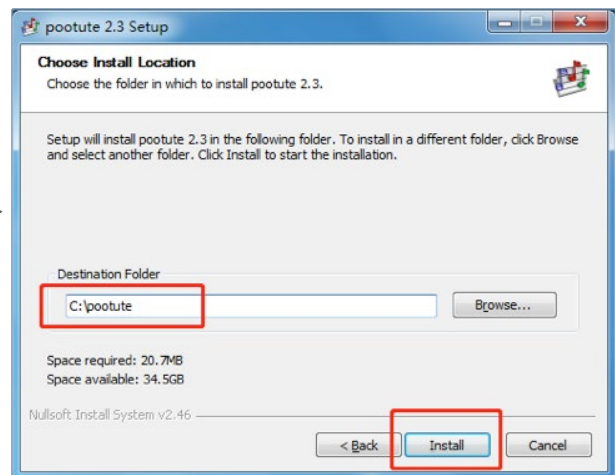 pootute 2.3 Setup
Choose Install Location
Choose the folder in which to install pootute 2.3.
Setup will install pootute 2.3 in the following folder. To install in a different folder, click Browse
and select another folder. Click Install to start the installation.
Destination Folder
C:\pootute
Browse...
Space required: 20.7MB
Space available: 34.5GB
Nullsoft Install System v2.46
< Back
Install
Cancel